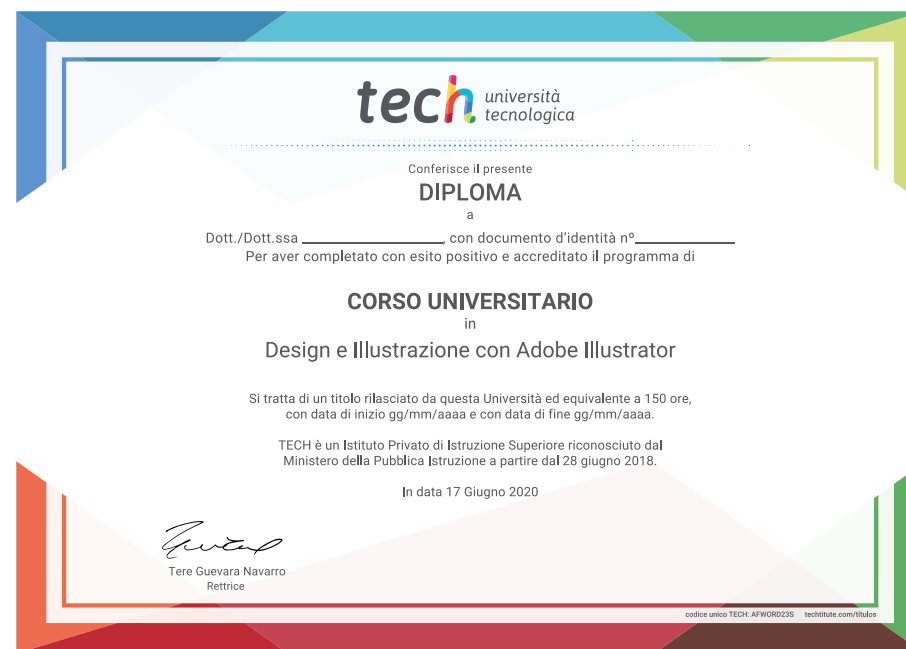 tech università
tecnologica
Conferisce il presente
DIPLOMA
a
Dott./Dott.ssa ____________________, con documento d'identità nº______________
Per aver completato con esito positivo e accreditato il programma di
CORSO UNIVERSITARIO
in
Design e Illustrazione con Adobe Illustrator
Si tratta di un titolo rilasciato da questa Università ed equivalente a 150 ore,
con data di inizio gg/mm/aaaa e con data di fine gg/mm/aaaa.
TECH è un Istituto Privato di Istruzione Superiore riconosciuto dal
Ministero della Pubblica Istruzione a partire dal 28 giugno 2018.
In data 17 Giugno 2020
Tere Guevara Navarro
Rettrice
codice unico TECH: AFWORD23S techtitute.com/titulos